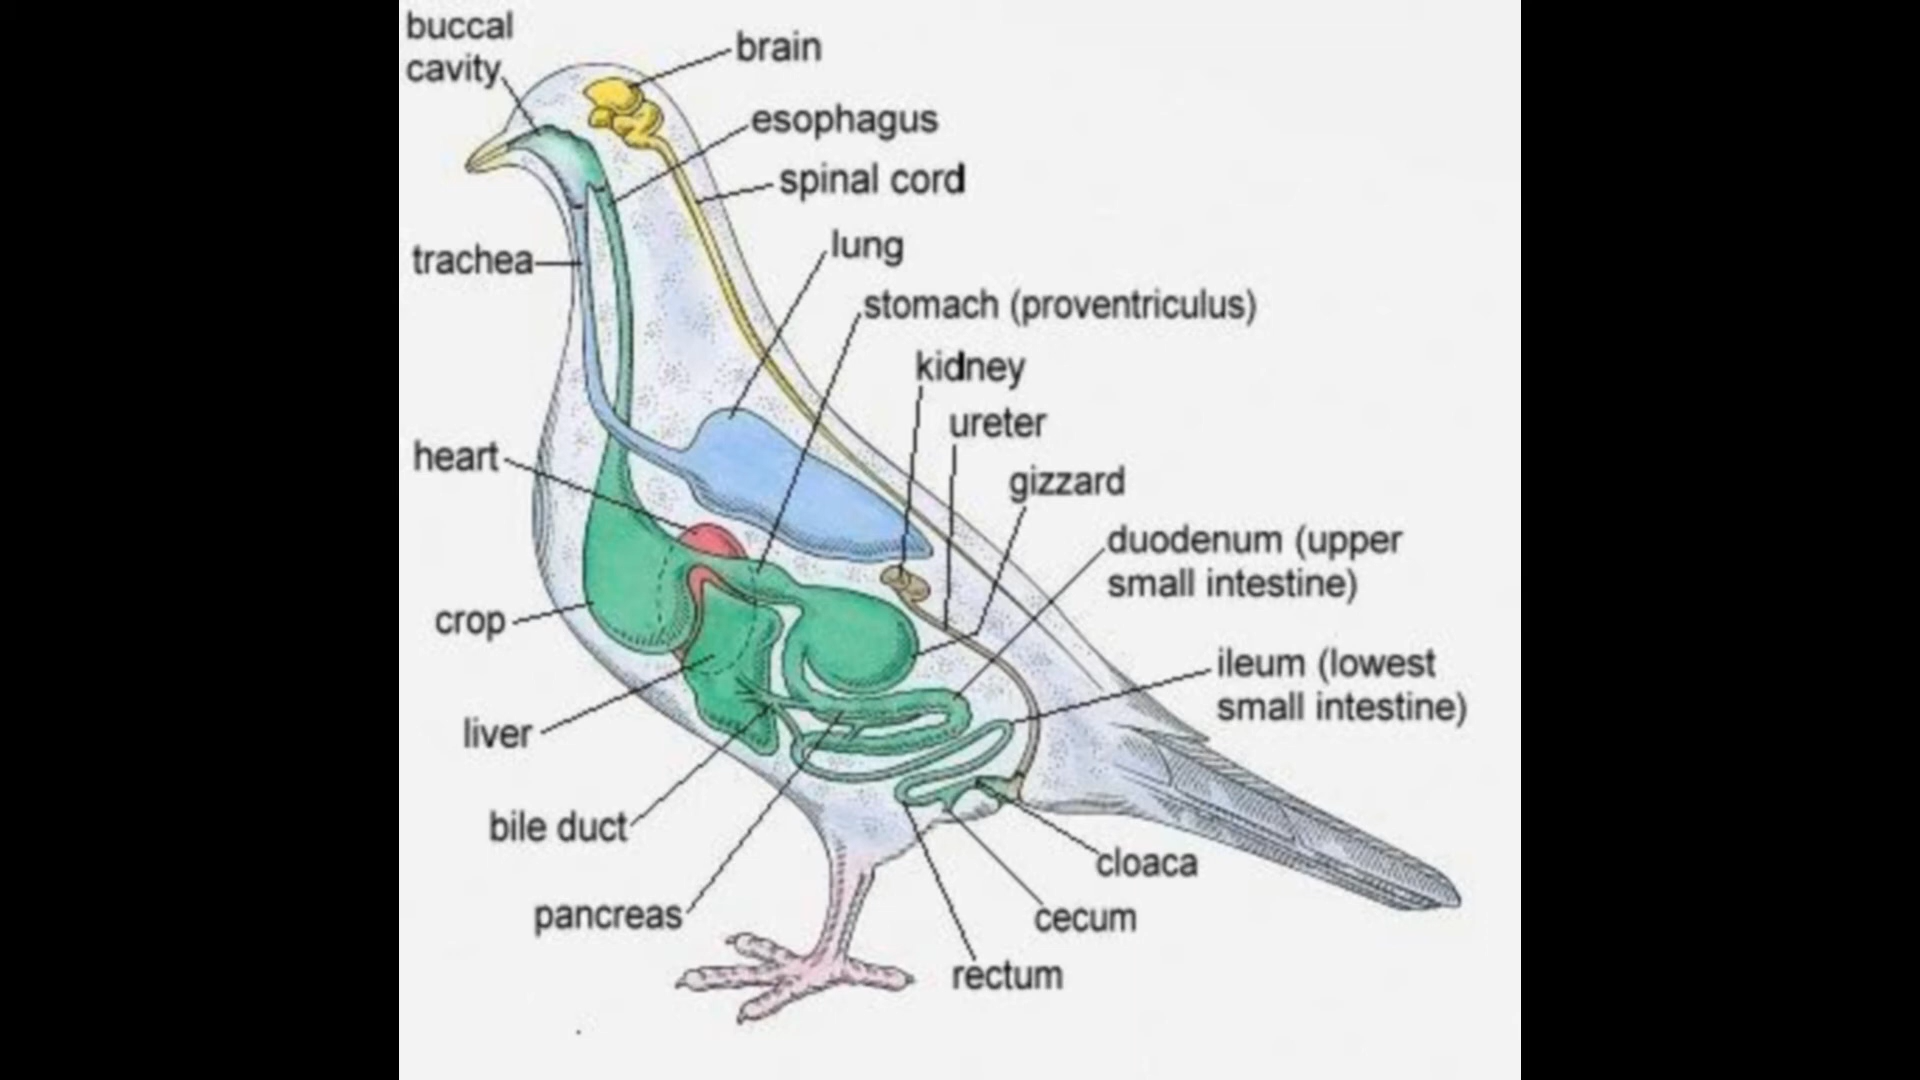 buccal
cavity
brain
esophagus
spinal cord
trachea
lung
stomach (proventriculus)
kidney
ureter
heart
gizzard
duodenum (upper
small intestine)
crop
ileum (lowest
small intestine)
liver
bile duct
cloaca
pancreas
cecum
rectum